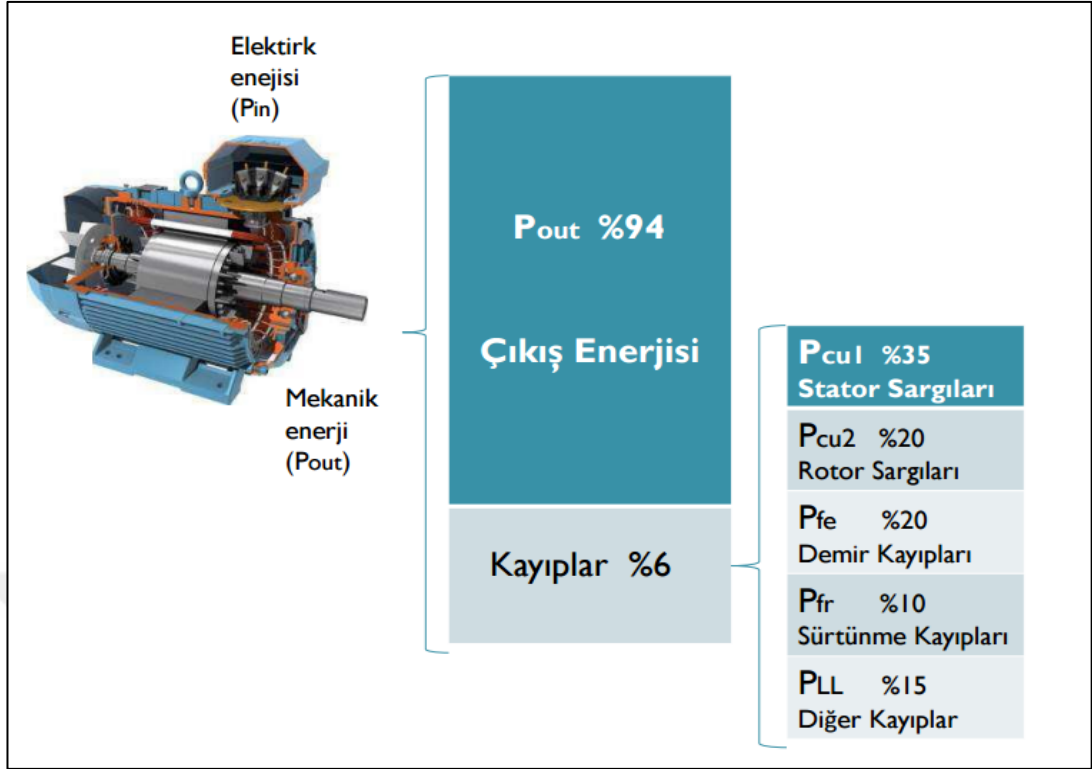 Elektirk
enejisi
(Pin)
Mekanik
enerji
(Pout)
Pout %94
Çıkış Enerjisi
Kayıplar %6
Pcu1 %35
Stator Sargıları
Pcu2 %20
Rotor Sargıları
Pfe %20
Demir Kayıpları
Pfr %10
Sürtünme Kayıpları
PLL %15
Diğer Kayıplar